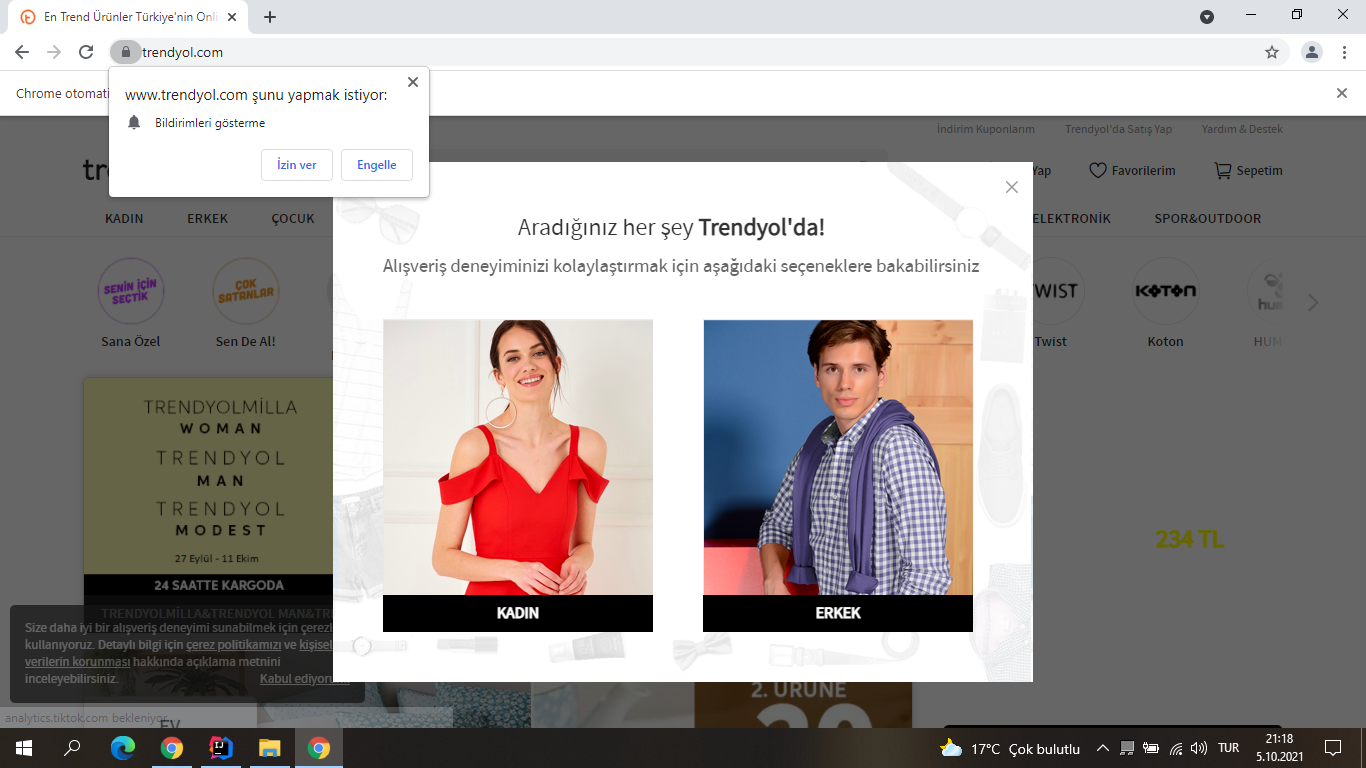 En Trend Ürünler Türkiye'nin Onli
trendyol.com
Chrome otomati
www.trendyol.com şunu yapmak istiyor:
Bildirimleri gösterme
İzin ver
Engelle
İndirim Kuponlarım
Trendyol'da Satış Yap
Yardım & Destek
Yap
Favorilerim
Sepetim
KADIN
ERKEK
ÇOCUK
ELEKTRONİK
SPOR&OUTDOOR
Aradığınız her şey Trendyol'da!
Alışveriş deneyiminizi kolaylaştırmak için aşağıdaki seçeneklere bakabilirsiniz
SENİN İÇİN
SEÇTİK
ÇOK
SATANLAR
TWIST
KOTON
hum
Sana Özel
Sen De Al!
Twist
Koton
HUM
TRENDYOLMİLLA
WOMAN
TRENDYOL
MAN
TRENDYOL
MODEST
27 Eylül - 11 Ekim
24 SAATTE KARGODA
TRENDYOLMİLLA&TRENDYOL MAN&TRE
234 TL
KADIN
ERKEK
Size daha iyi bir alışveriş deneyimi sunabilmek için çerezl
kullanıyoruz. Detaylı bilgi için çerez politikamızı ve kişisel
verilerin korunması hakkında açıklama metnini
inceleyebilirsiniz.
Kabul ediyorum
2. ÜRÜNE
20
analytics.tiktok.com bekleniyor...
EV
17°C Çok bulutlu
TUR
21:18
5.10.2021